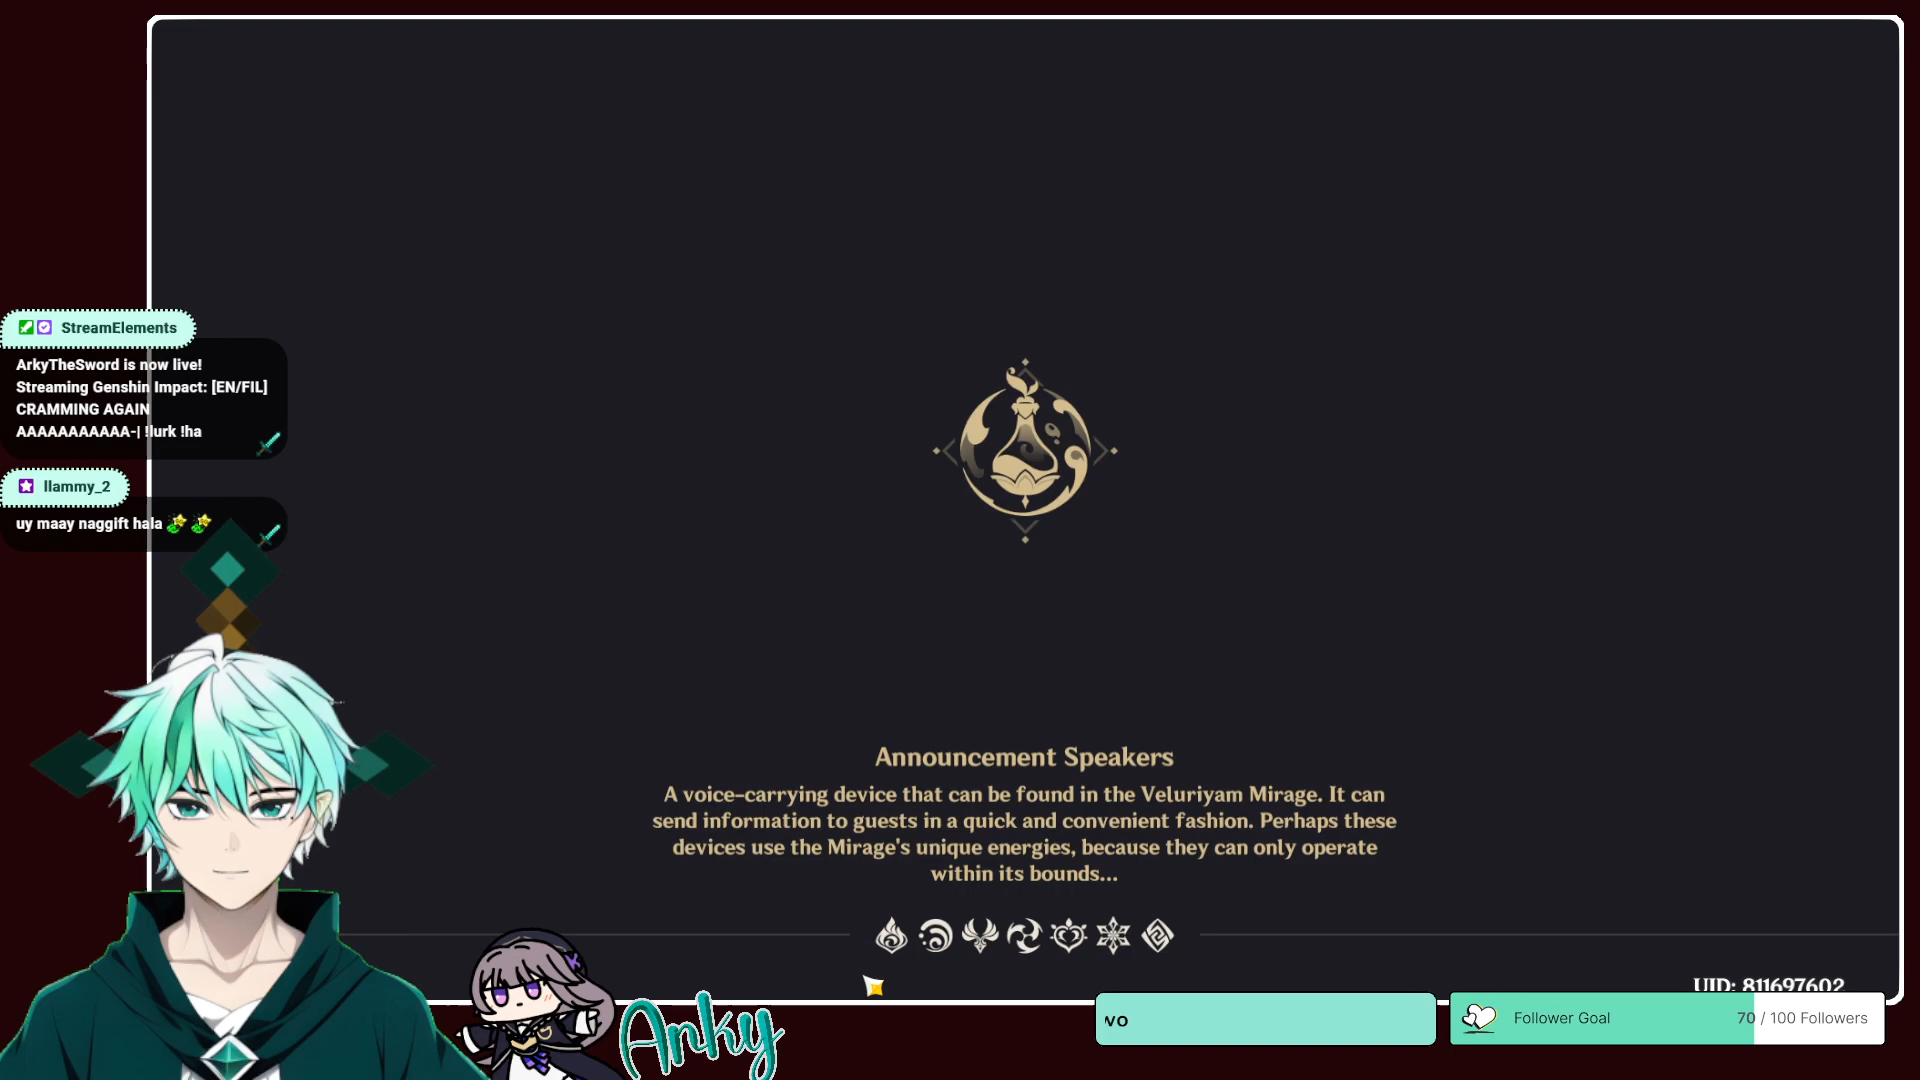 StreamElements
ArkyTheSword is now live!
Streaming Genshin Impact: [EN/FIL]
CRAMMING AGAIN
AAAAAAAAAAA-| !lurk !ha
llammy_2
uy maay naggift hala
Announcement Speakers
A voice-carrying device that can be found in the Veluriyam Mirage. It can
send information to guests in a quick and convenient fashion. Perhaps these
devices use the Mirage's unique energies, because they can only operate
within its bounds...
UID: 811697602
Arky
vo
Follower Goal
70 / 100 Followers